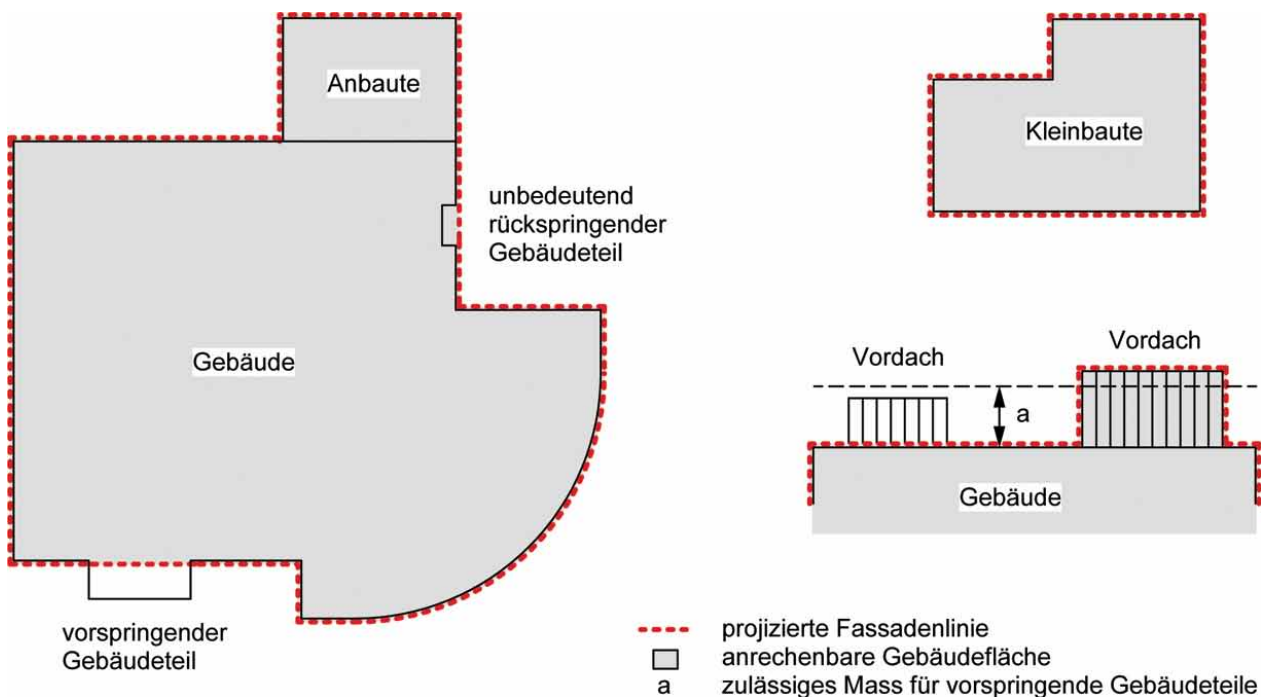 Anbaute
Kleinbaute
unbedeutend
rückspringender
Gebäudeteil
Gebäude
Vordach
Vordach
a
Gebäude
vorspringender
Gebäudeteil
projizierte Fassadenlinie
anrechenbare Gebäudefläche
a zulässiges Mass für vorspringende Gebäudeteile